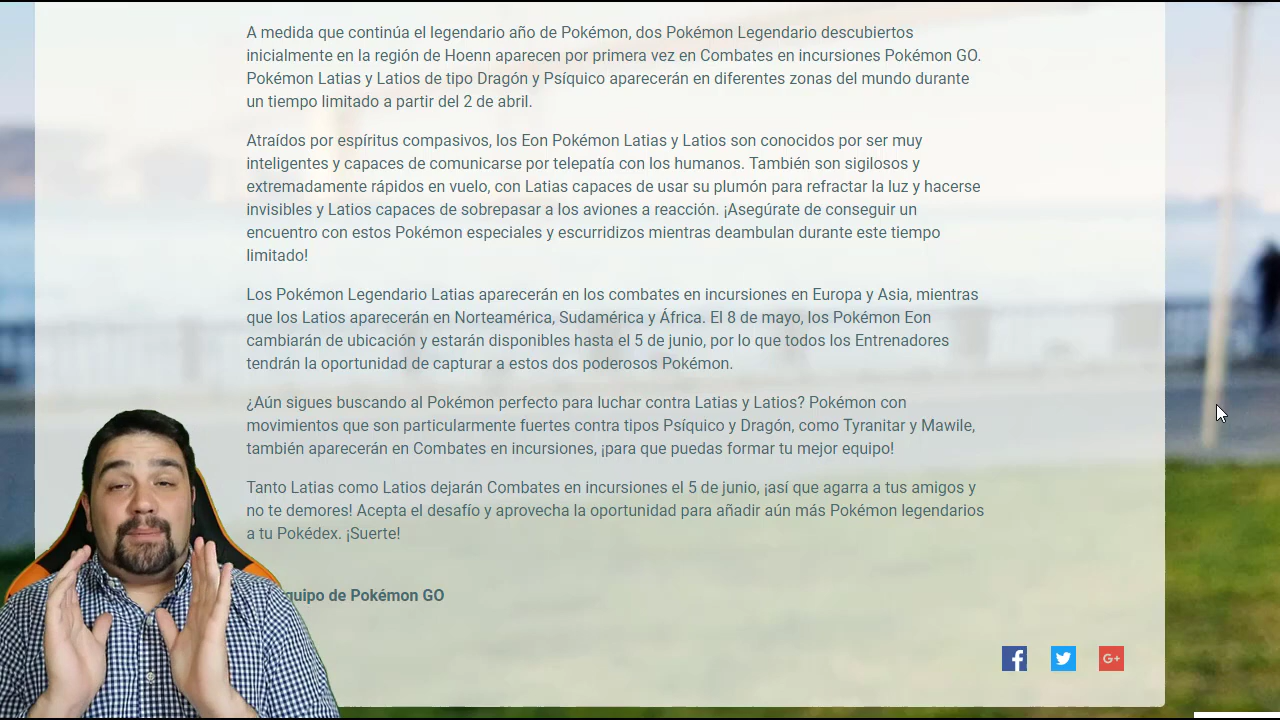 A medida que continúa el legendario año de Pokémon, dos Pokémon Legendario descubiertos
inicialmente en la región de Hoenn aparecen por primera vez en Combates en incursiones Pokémon GO.
Pokémon Latias y Latios de tipo Dragón y Psíquico aparecerán en diferentes zonas del mundo durante
un tiempo limitado a partir del 2 de abril.
Atraídos por espíritus compasivos, los Eon Pokémon Latias y Latios son conocidos por ser muy
inteligentes y capaces de comunicarse por telepatía con los humanos. También son sigilosos y
extremadamente rápidos en vuelo, con Latias capaces de usar su plumón para refractar la luz y hacerse
invisibles y Latios capaces de sobrepasar a los aviones a reacción. ¡Asegúrate de conseguir un
encuentro con estos Pokémon especiales y escurridizos mientras deambulan durante este tiempo
limitado!
Los Pokémon Legendario Latias aparecerán en los combates en incursiones en Europa y Asia, mientras
que los Latios aparecerán en Norteamérica, Sudamérica y África. El 8 de mayo, los Pokémon Eon
cambiarán de ubicación y estarán disponibles hasta el 5 de junio, por lo que todos los Entrenadores
tendrán la oportunidad de capturar a estos dos poderosos Pokémon.
¿Aún sigues buscando al Pokémon perfecto para luchar contra Latias y Latios? Pokémon con
movimientos que son particularmente fuertes contra tipos Psíquico y Dragón, como Tyranitar y Mawile,
también aparecerán en Combates en incursiones, ¡para que puedas formar tu mejor equipo!
Tanto Latias como Latios dejarán Combates en incursiones el 5 de junio, ¡así que agarra a tus amigos y
no te demores! Acepta el desafío y aprovecha la oportunidad para añadir aún más Pokémon legendarios
a tu Pokédex. ¡Suerte!
quipo de Pokémon GO
f
G+